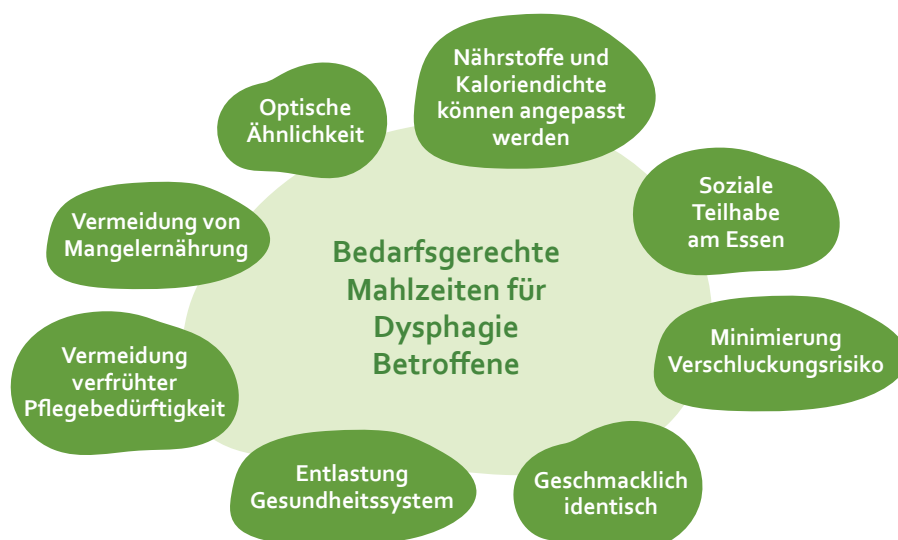 Nährstoffe und
Kaloriendichte
können angepasst
werden
Optische
Ähnlichkeit
Soziale
Teilhabe
am Essen
Vermeidung von
Mangelernährung
Bedarfsgerechte
Mahlzeiten für
Dysphagie
Betroffene
Minimierung
Verschluckungsrisiko
Vermeidung
verfrühter
Pflegebedürftigkeit
Entlastung
Gesundheitssystem
Geschmacklich
identisch